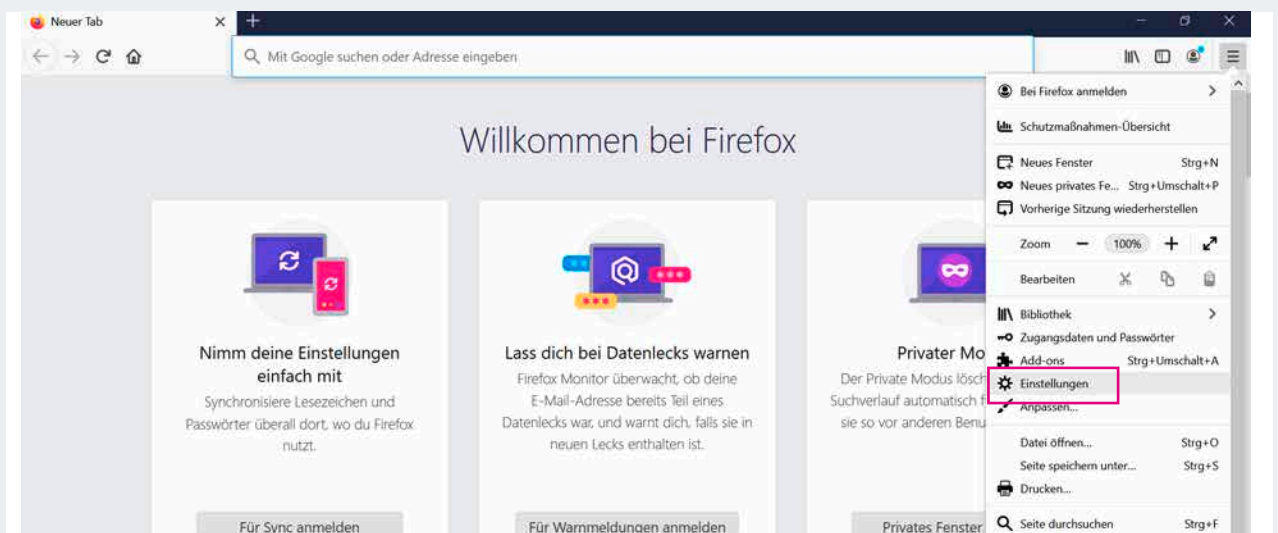 Neuer Tab
Mit Google suchen oder Adresse eingeben
Willkommen bei Firefox
Nimm deine Einstellungen
einfach mit
Synchronisiere Lesezeichen und
Passwörter überall dort, wo du Firefox
nutzt.
Für Sync anmelden
Lass dich bei Datenlecks warnen
Firefox Monitor überwacht, ob deine
E-Mail-Adresse bereits Teil eines
Datenlecks war, und warnt dich, falls sie in
neuen Lecks enthalten ist.
Für Warnmeldungen anmelden
Privater Mo
Der Private Modus lösch
Suchverlauf automatisch f
sie so vor anderen Benu
Privates Fenster
Bei Firefox anmelden
Schutzmaßnahmen-Übersicht
Neues Fenster Strg+N
Neues privates Fe... Strg+Umschalt+P
Vorherige Sitzung wiederherstellen
Zoom 100%
Bearbeiten
Bibliothek
Zugangsdaten und Passwörter
Add-ons Strg+Umschalt+A
Einstellungen
Anpassen...
Datei öffnen... Strg+O
Seite speichern unter... Strg+S
Drucken...
Seite durchsuchen Strg+F